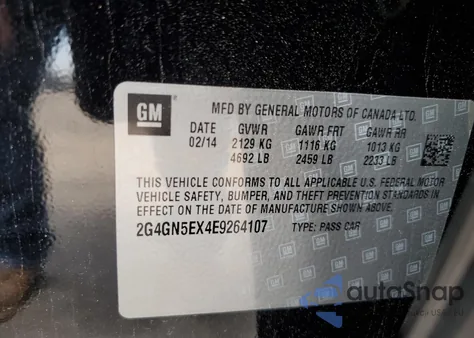 GM
MFD BY GENERAL MOTORS OF CANADA LTD.
DATE GVWR GAWR FRT GAWR RR
02/14 2129 KG 1116 KG 1013 KG
4692 LB 2459 LB 2233 LB
THIS VEHICLE CONFORMS TO ALL APPLICABLE U.S. FEDERAL MOTOR
VEHICLE SAFETY, BUMPER, AND THEFT PREVENTION STANDARDS IN
EFFECT ON THE DATE OF MANUFACTURE SHOWN ABOVE.
2G4GN5EX4E9264107 TYPE: PASS CAR
autoSnap